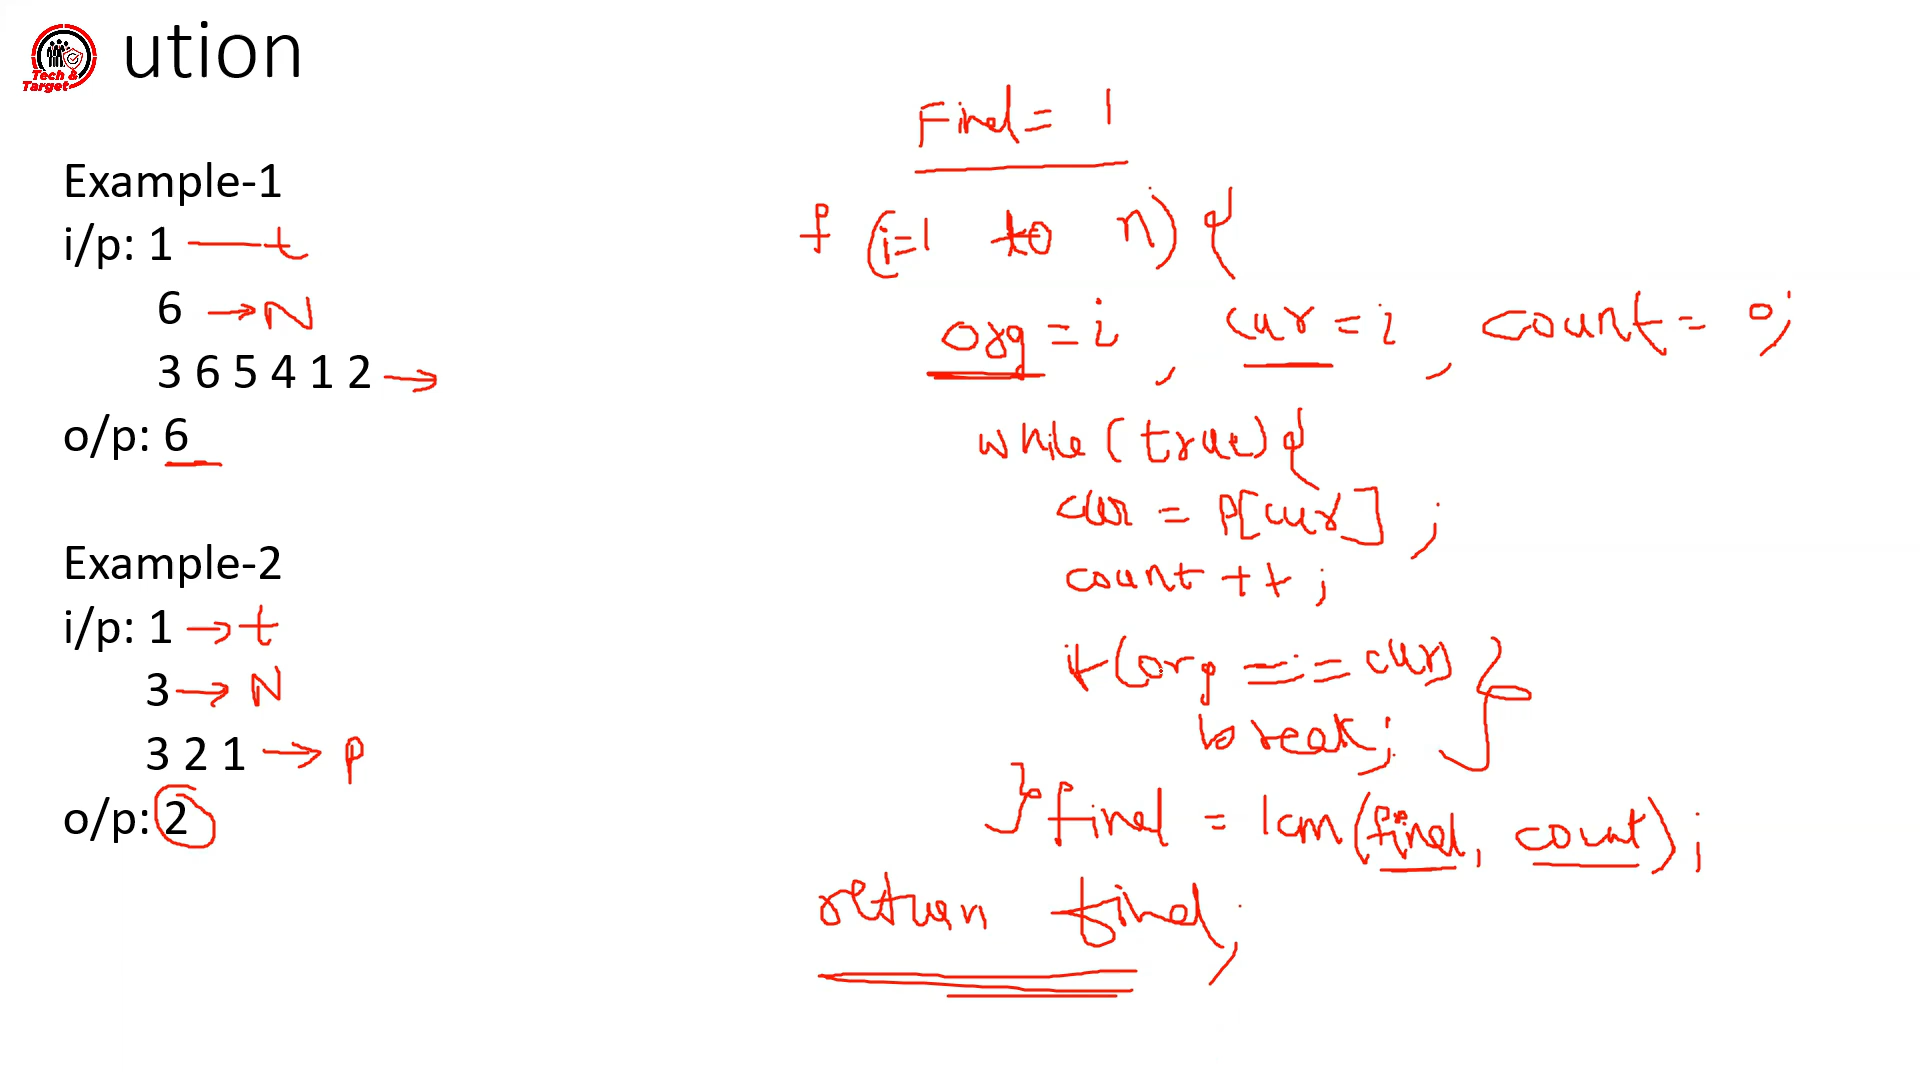 Tech &
Target
ution
Example-1
i/p: 1 t
6 → N
3 6 5 4 1 2 →
o/p: 6
Example-2
i/p: 1 → t
3 → N
3 2 1 → P
o/p: 2
Final = 1
f (i=1 to n) {
org = i , cur = i , count = 0;
while (true) {
cur = P[cur] ;
count ++ ;
if (org == cur)
break; }
} final = lcm (final, count) ;
return final;